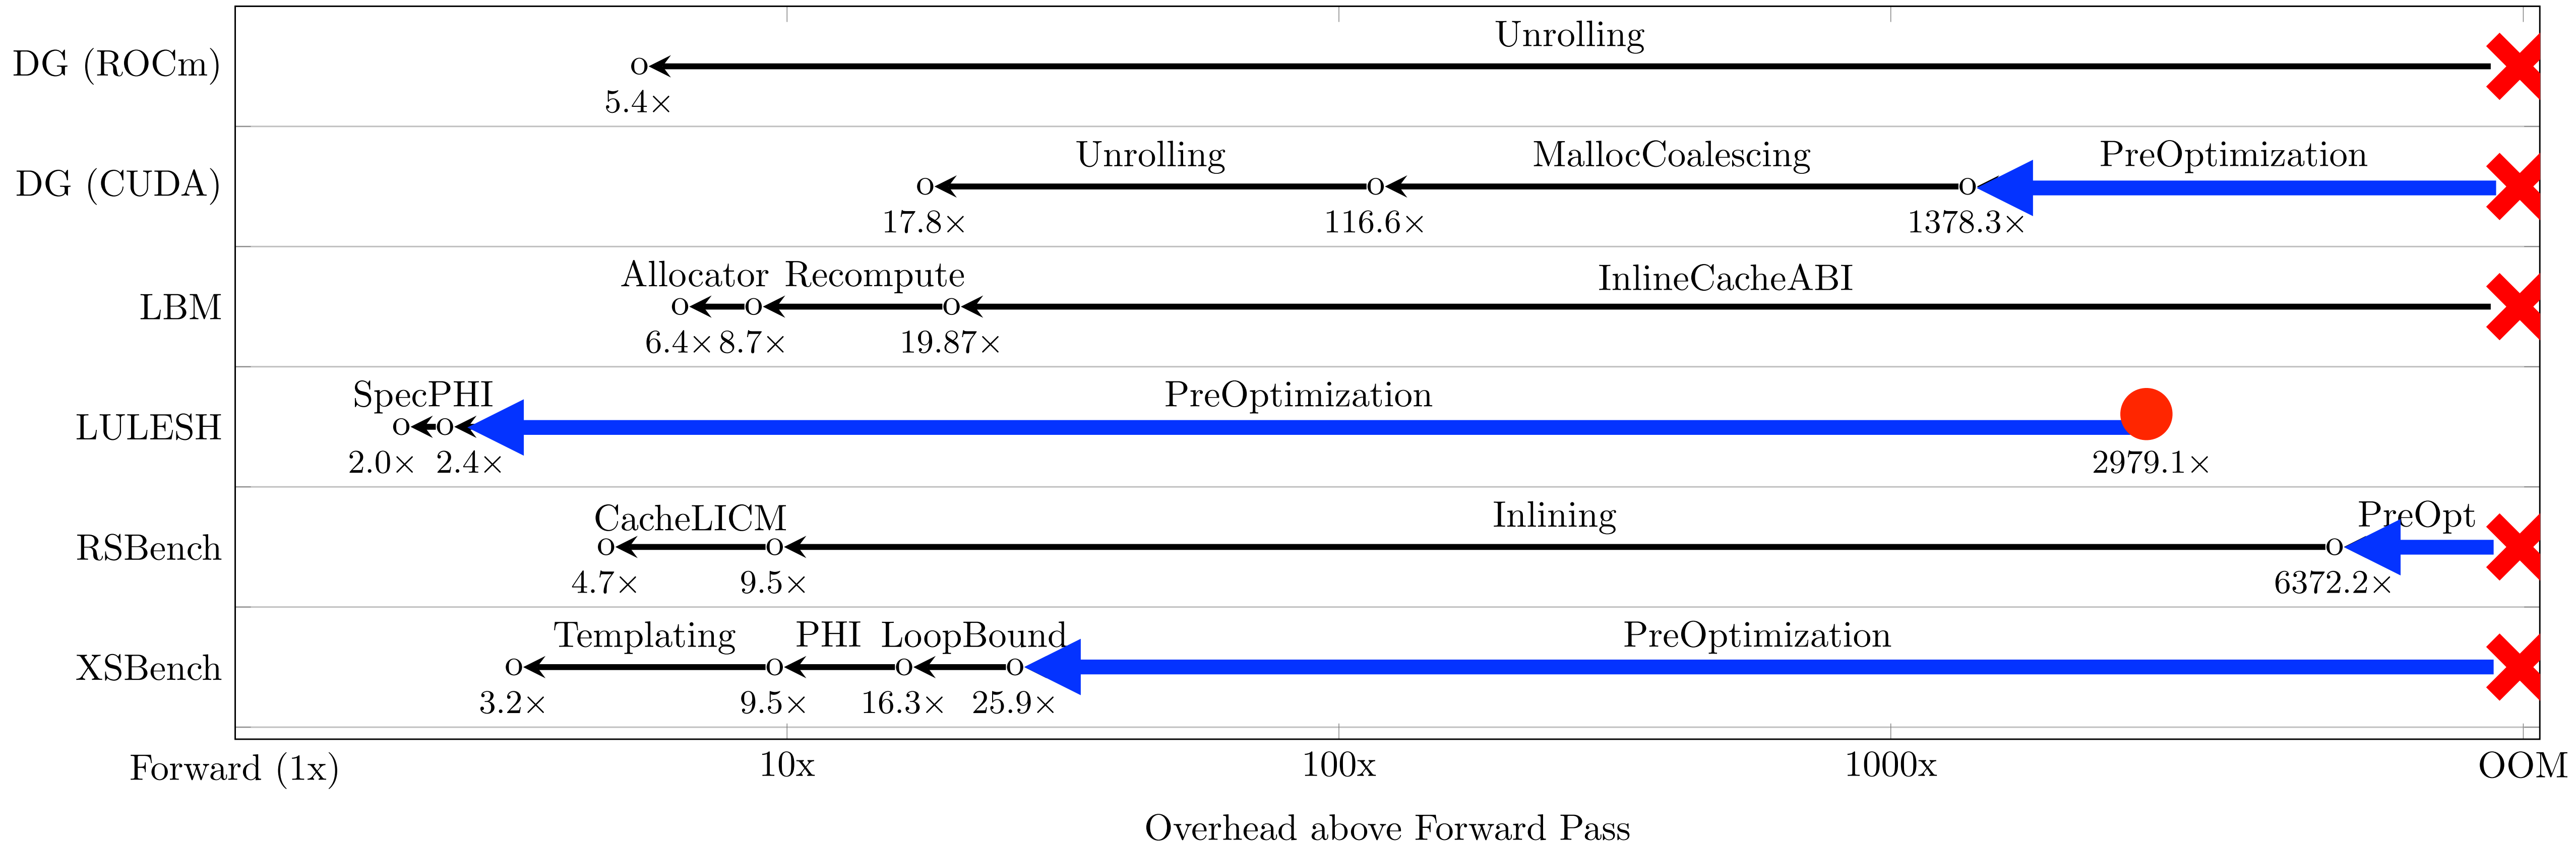 Unrolling
DG (ROCm)
5.4×
Unrolling MallocCoalescing PreOptimization
DG (CUDA)
17.8× 116.6× 1378.3×
Allocator Recompute InlineCacheABI
LBM
6.4× 8.7× 19.87×
SpecPHI PreOptimization
LULESH
2.0× 2.4× 2979.1×
CacheLICM Inlining PreOpt
RSBench
4.7× 9.5× 6372.2×
Templating PHI LoopBound PreOptimization
XSBench
3.2× 9.5× 16.3× 25.9×
Forward (1x) 10x 100x 1000x OOM
Overhead above Forward Pass